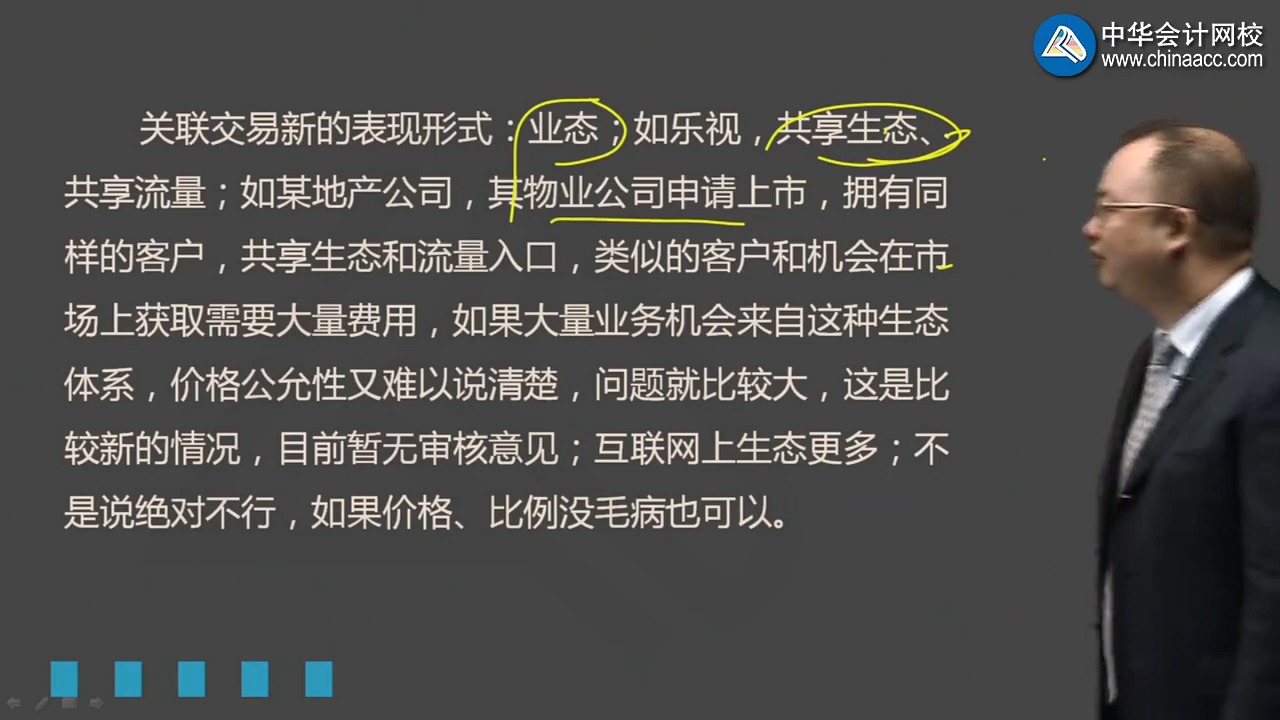 中华会计网校
www.chinaacc.com
关联交易新的表现形式：业态；如乐视，共享生态、
共享流量；如某地产公司，其物业公司申请上市，拥有同
样的客户，共享生态和流量入口，类似的客户和机会在市
场上获取需要大量费用，如果大量业务机会来自这种生态
体系，价格公允性又难以说清楚，问题就比较大，这是比
较新的情况，目前暂无审核意见；互联网上生态更多；不
是说绝对不行，如果价格、比例没毛病也可以。